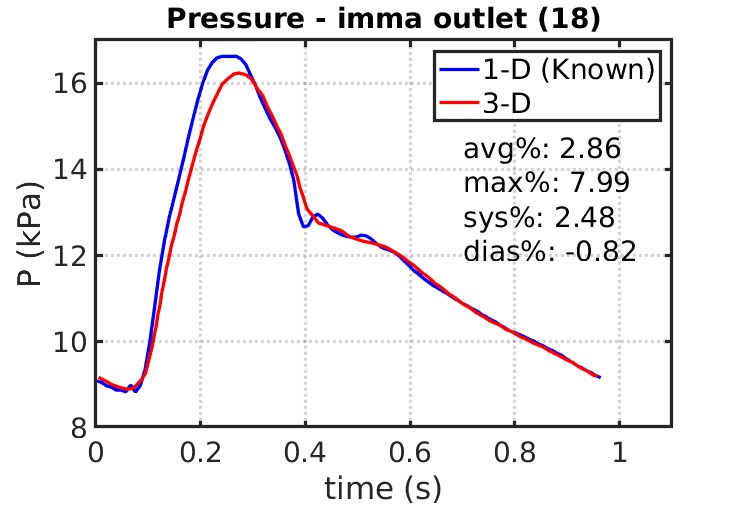 Pressure - imma outlet (18)
1-D (Known)
3-D
avg%: 2.86
max%: 7.99
sys%: 2.48
dias%: -0.82
P (kPa)
16
14
12
10
8
0 0.2 0.4 0.6 0.8 1
time (s)